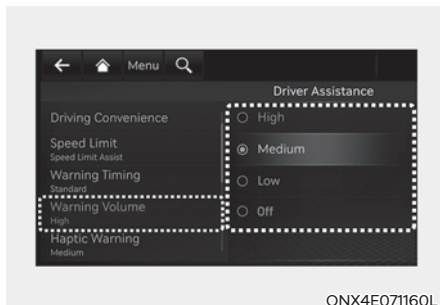 Menu
Driver Assistance
Driving Convenience
Speed Limit
Speed Limit Assist
Warning Timing
Standard
Warning Volume
High
Haptic Warning
Medium
High
Medium
Low
Off
ONX4E071160L